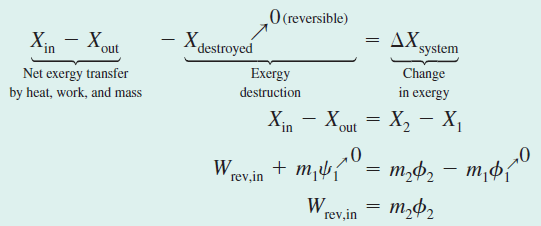 X_in − X_out − X_destroyed ↗0 (reversible) = ΔX_system
Net exergy transfer by heat, work, and mass
Exergy destruction
Change in exergy
X_in − X_out = X_2 − X_1
W_rev,in + m_1ψ_1 ↗0 = m_2ϕ_2 − m_1ϕ_1 ↗0
W_rev,in = m_2ϕ_2